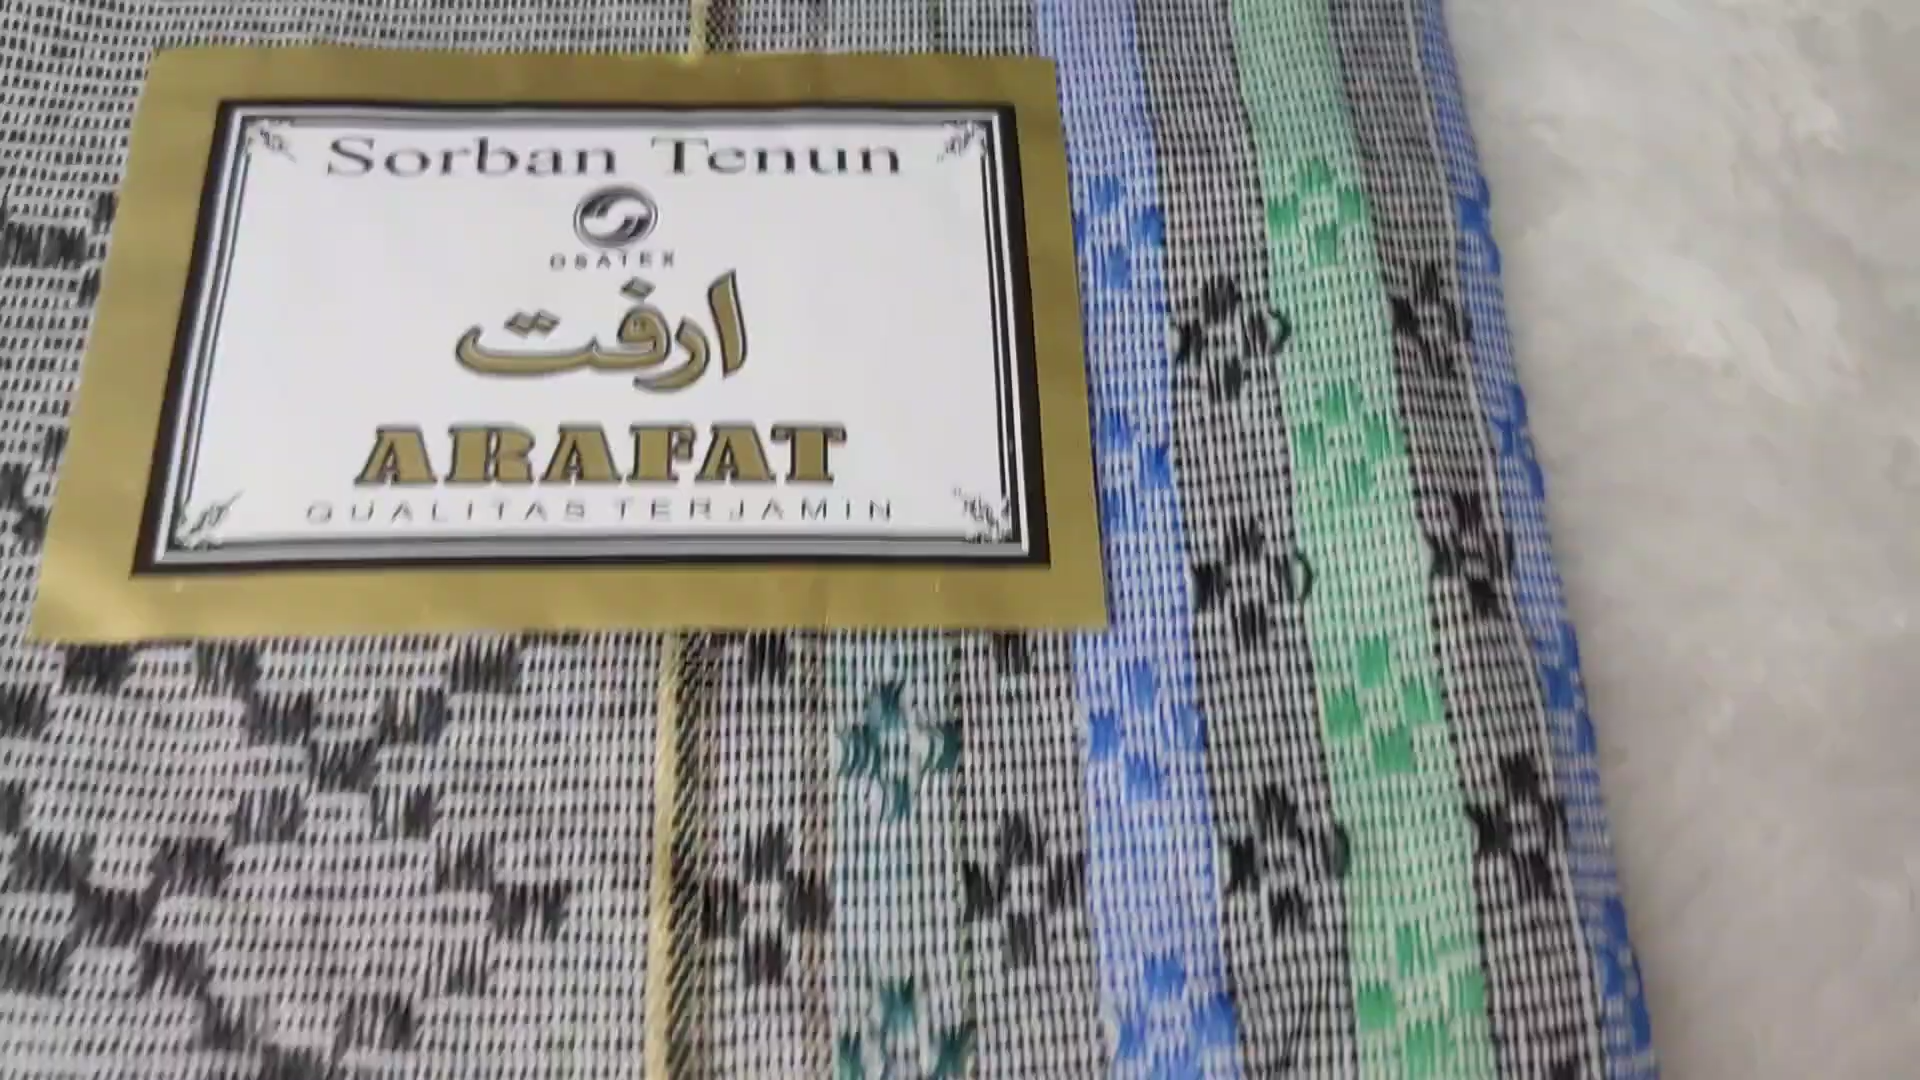 Sorban Tenun
OSATEX
ارفت
ARAFAT
QUALITAS TERJAMIN